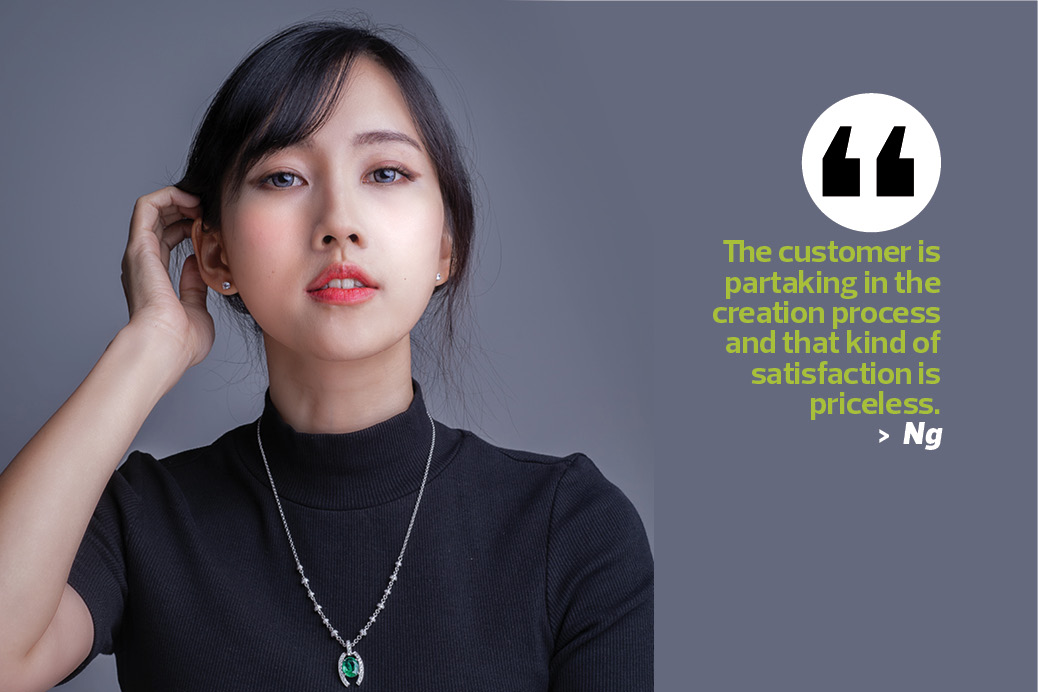 “
The customer is
partaking in the
creation process
and that kind of
satisfaction is
priceless.
> Ng